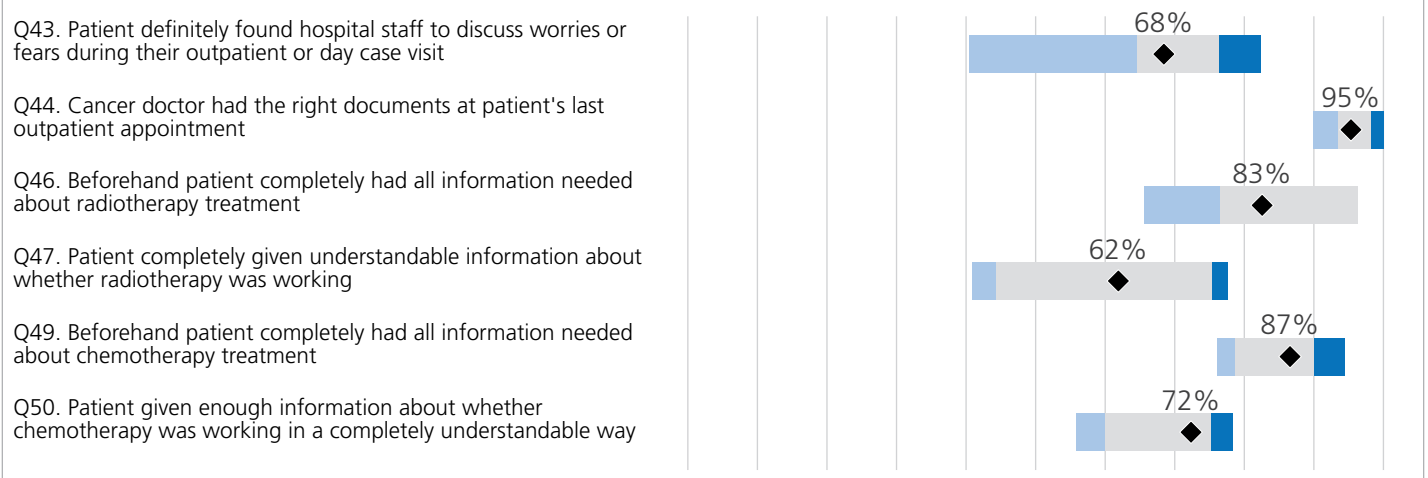 Q43. Patient definitely found hospital staff to discuss worries or
fears during their outpatient or day case visit
68%
Q44. Cancer doctor had the right documents at patient's last
outpatient appointment
95%
Q46. Beforehand patient completely had all information needed
about radiotherapy treatment
83%
Q47. Patient completely given understandable information about
whether radiotherapy was working
62%
Q49. Beforehand patient completely had all information needed
about chemotherapy treatment
87%
Q50. Patient given enough information about whether
chemotherapy was working in a completely understandable way
72%